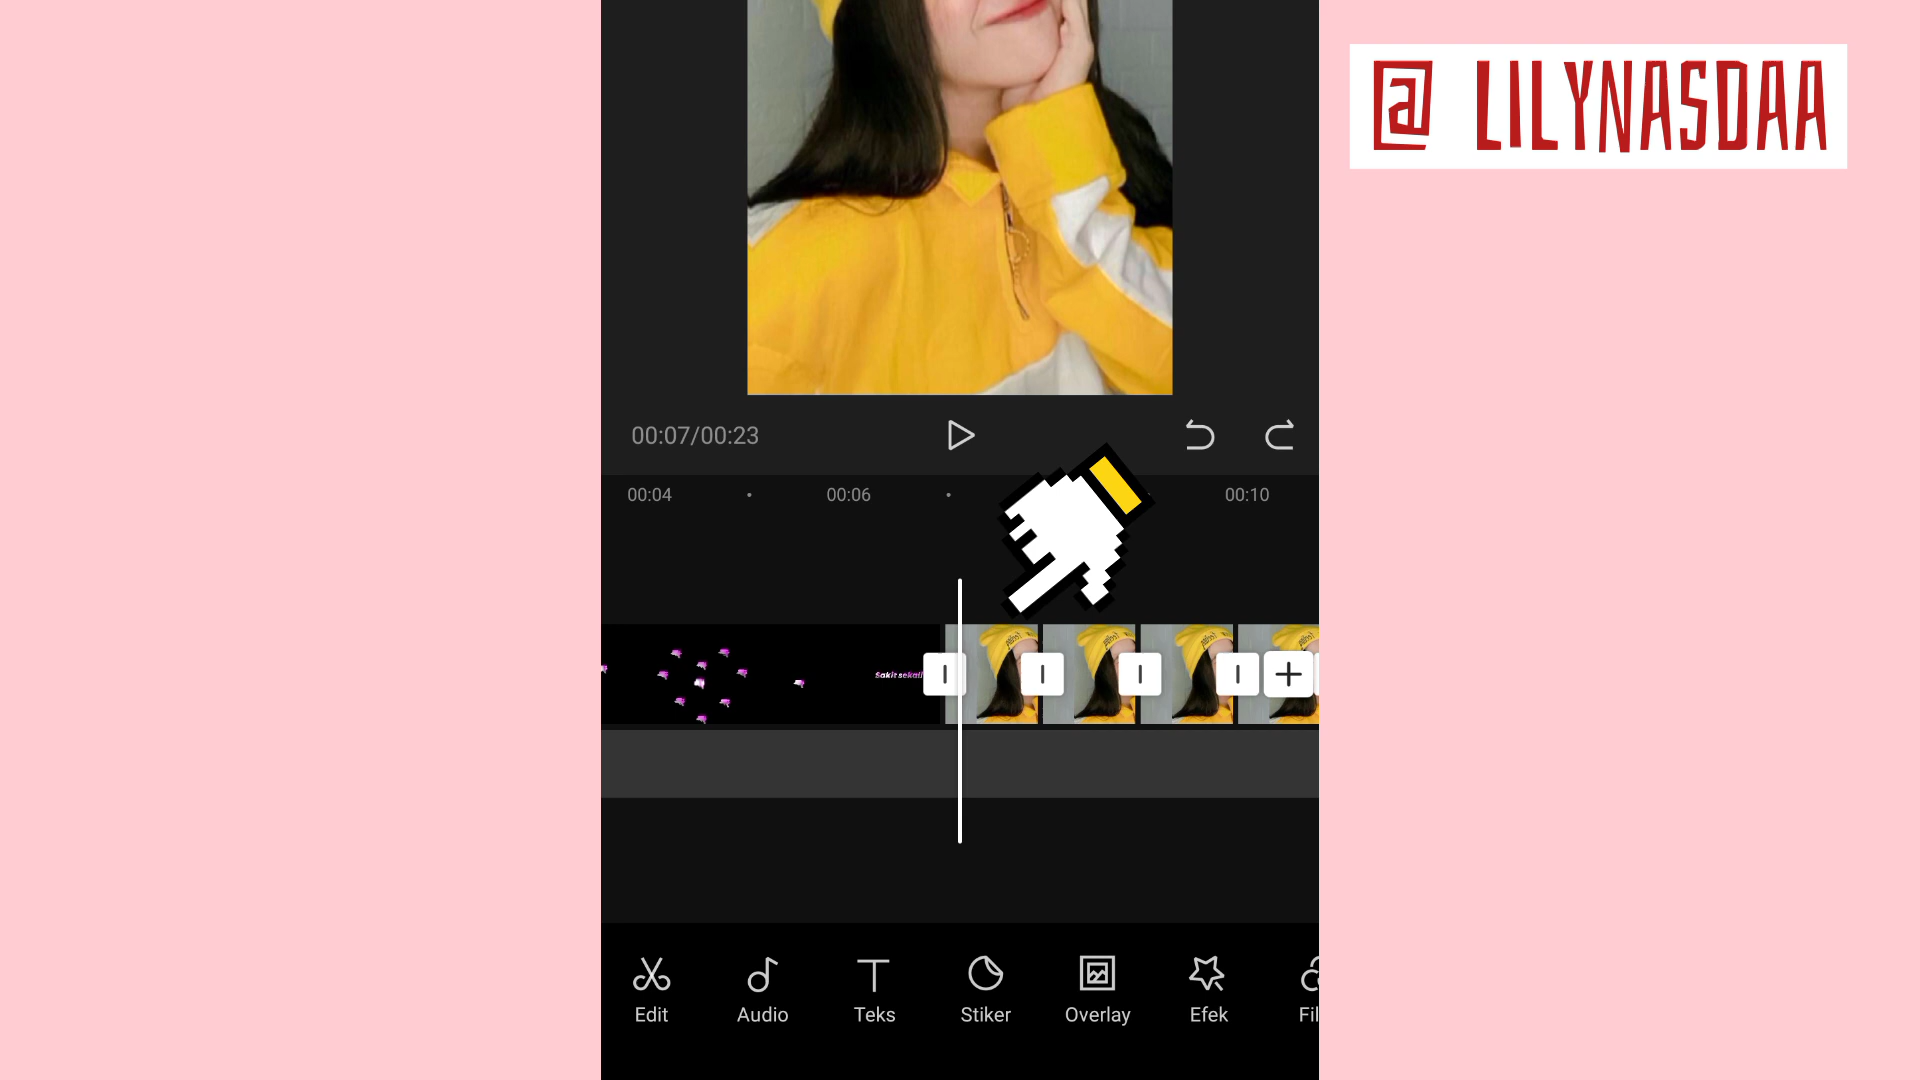 @ LILYNASDAA
00:07/00:23
00:04
00:06
00:10
Sakit sekali
Edit
Audio
Teks
Stiker
Overlay
Efek
Fil